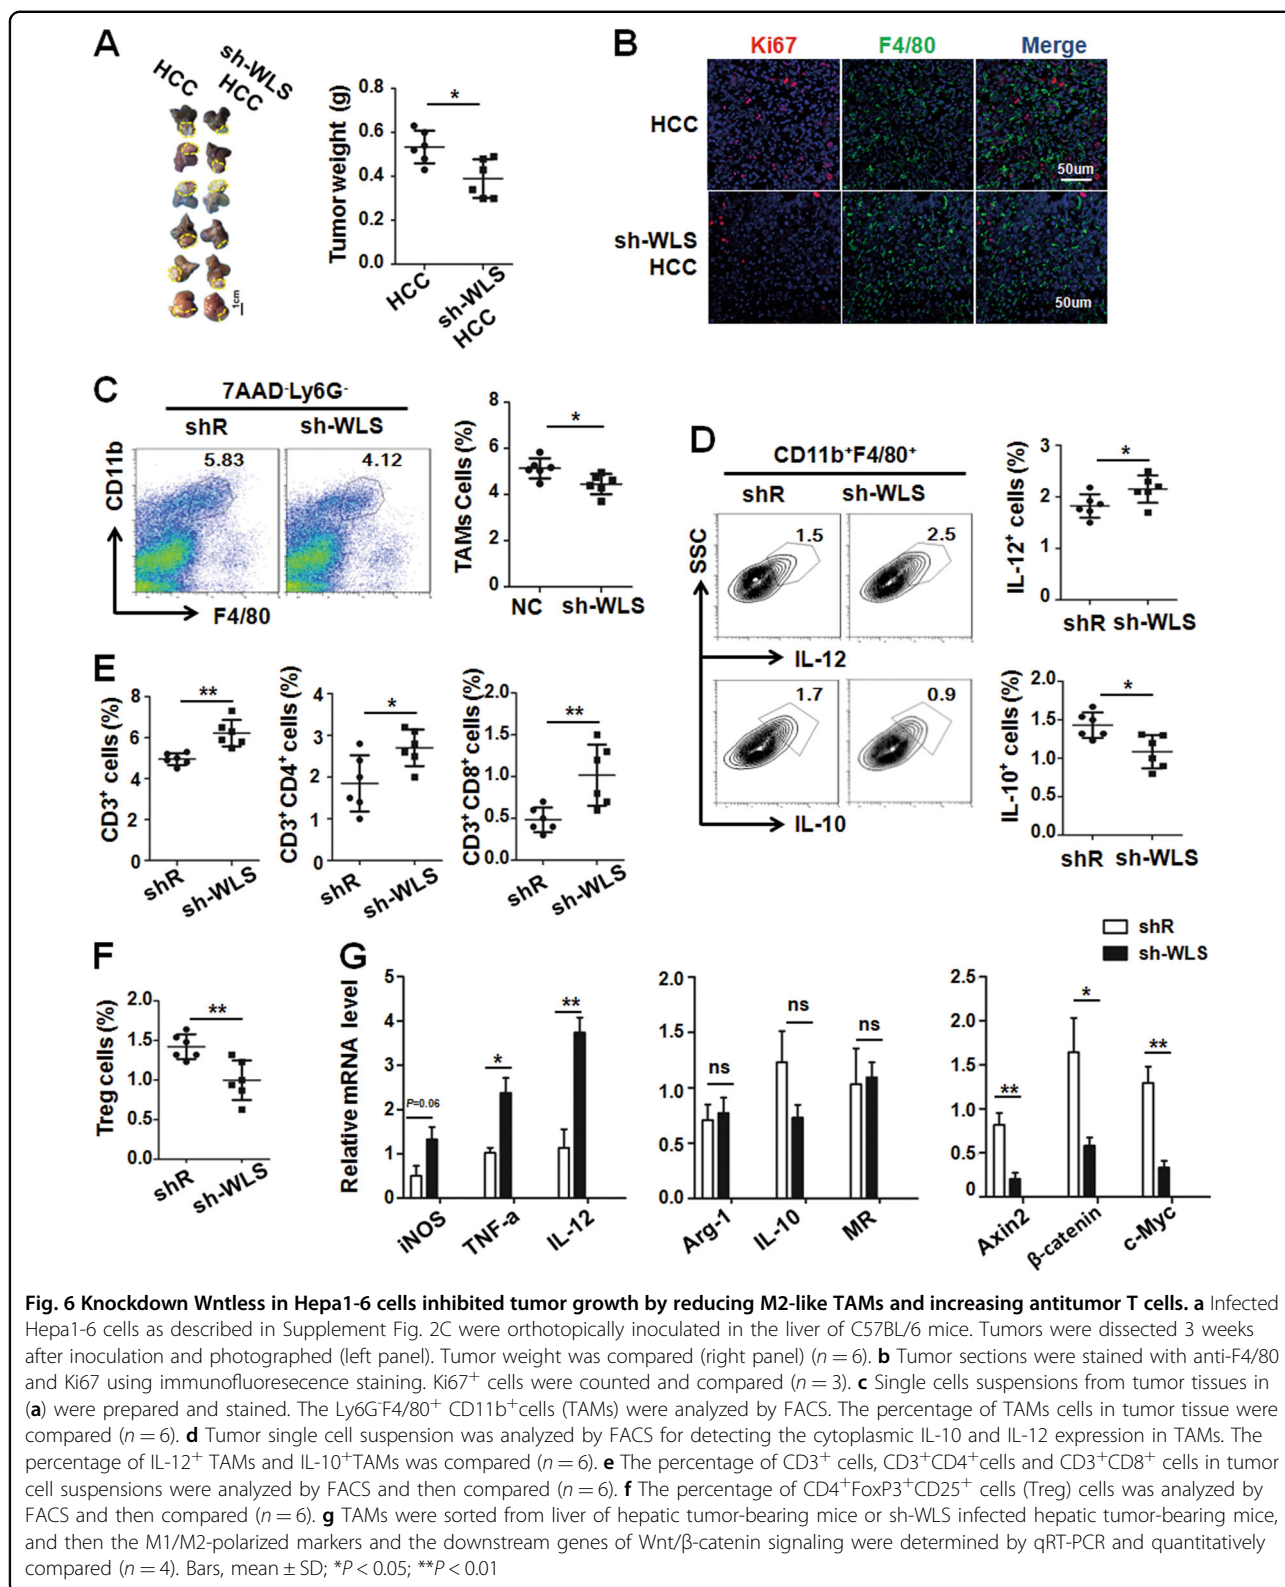 A
HCC
sh-WLS
HCC
1cm
Tumor weight (g)
0.8
0.6
0.4
0.2
0.0
*
HCC
sh-WLS
HCC
B
Ki67 F4/80 Merge
HCC
50um
sh-WLS
HCC
50um
C
7AAD-Ly6G-
shR sh-WLS
5.83 4.12
CD11b
F4/80
TAMs Cells (%)
8
6
4
2
0
*
NC sh-WLS
D
CD11b+F4/80+
shR sh-WLS
1.5 2.5
SSC
IL-12
1.7 0.9
IL-10
IL-12+ cells (%)
3
2
1
0
*
shR sh-WLS
IL-10+ cells (%)
2.0
1.5
1.0
0.5
0.0
*
shR sh-WLS
E
CD3+ cells (%)
8
6
4
2
0
**
shR sh-WLS
CD3+CD4+ cells (%)
4
3
2
1
0
*
shR sh-WLS
CD3+CD8+ cells (%)
2.0
1.5
1.0
0.5
0.0
**
shR sh-WLS
F
Treg cells (%)
2.0
1.5
1.0
0.5
0.0
**
shR sh-WLS
G
shR
sh-WLS
Relative mRNA level
5
4
3
2
1
0
P=0.06 * **
iNOS TNF-a IL-12
2.0
1.5
1.0
0.5
0.0
ns ns ns
Arg-1 IL-10 MR
2.5
2.0
1.5
1.0
0.5
0
** * **
Axin2 β-catenin c-Myc
Fig. 6 Knockdown Wntless in Hepa1-6 cells inhibited tumor growth by reducing M2-like TAMs and increasing antitumor T cells. a Infected
Hepa1-6 cells as described in Supplement Fig. 2C were orthotopically inoculated in the liver of C57BL/6 mice. Tumors were dissected 3 weeks
after inoculation and photographed (left panel). Tumor weight was compared (right panel) (n = 6). b Tumor sections were stained with anti-F4/80
and Ki67 using immunofluoresecence staining. Ki67+ cells were counted and compared (n = 3). c Single cells suspensions from tumor tissues in
(a) were prepared and stained. The Ly6G-F4/80+ CD11b+cells (TAMs) were analyzed by FACS. The percentage of TAMs cells in tumor tissue were
compared (n = 6). d Tumor single cell suspension was analyzed by FACS for detecting the cytoplasmic IL-10 and IL-12 expression in TAMs. The
percentage of IL-12+ TAMs and IL-10+TAMs was compared (n = 6). e The percentage of CD3+ cells, CD3+CD4+cells and CD3+CD8+ cells in tumor
cell suspensions were analyzed by FACS and then compared (n = 6). f The percentage of CD4+FoxP3+CD25+ cells (Treg) cells was analyzed by
FACS and then compared (n = 6). g TAMs were sorted from liver of hepatic tumor-bearing mice or sh-WLS infected hepatic tumor-bearing mice,
and then the M1/M2-polarized markers and the downstream genes of Wnt/β-catenin signaling were determined by qRT-PCR and quantitatively
compared (n = 4). Bars, mean ± SD; *P < 0.05; **P < 0.01